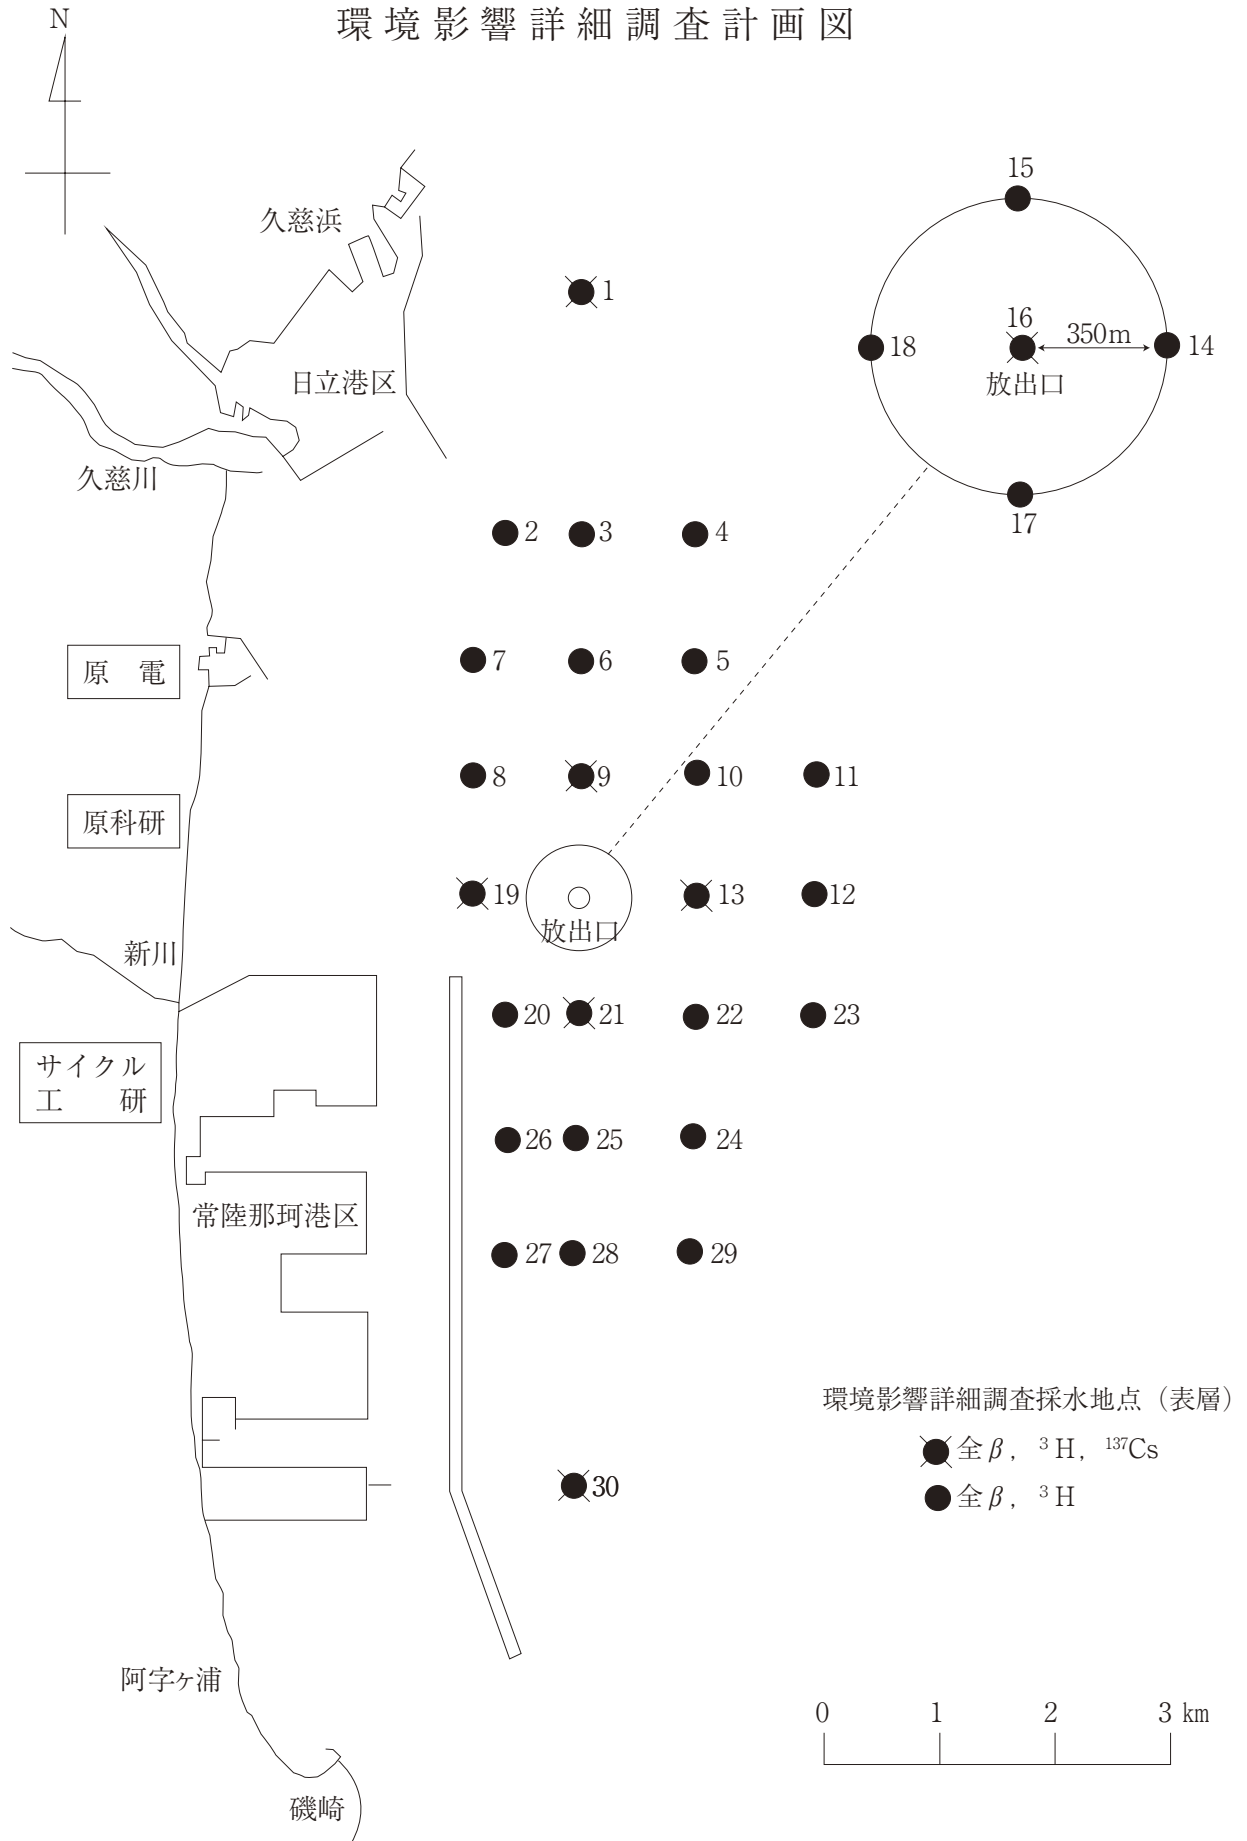 環境影響詳細調査計画図
N
15
久慈浜
1
16
350m
18
14
放出口
日立港区
久慈川
17
2
3
4
原電
7
6
5
8
9
10
11
原科研
19
13
12
放出口
新川
20
21
22
23
サイクル
工研
26
25
24
常陸那珂港区
27
28
29
環境影響詳細調査採水地点（表層）
全β，³H，¹³⁷Cs
30
全β，³H
阿字ヶ浦
0 1 2 3 km
磯崎